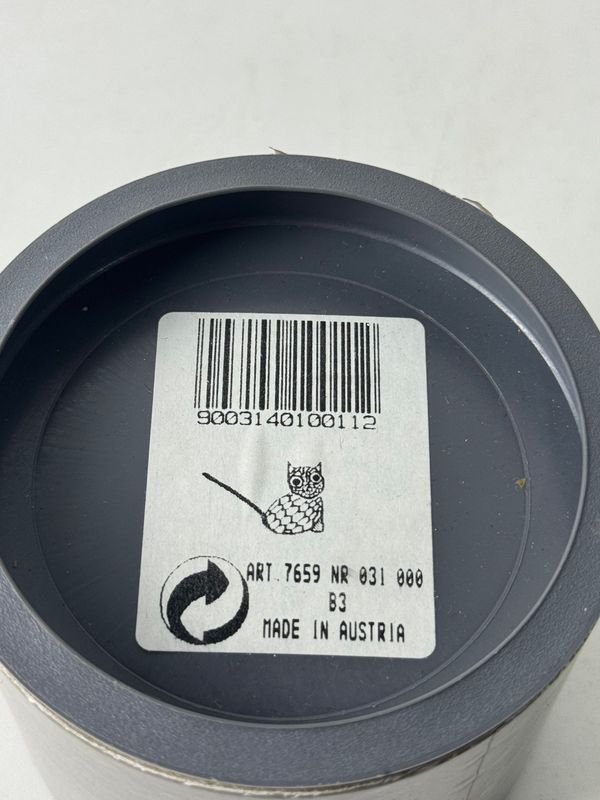 9003140100112
ART.7659 NR 031 000
B3
MADE IN AUSTRIA